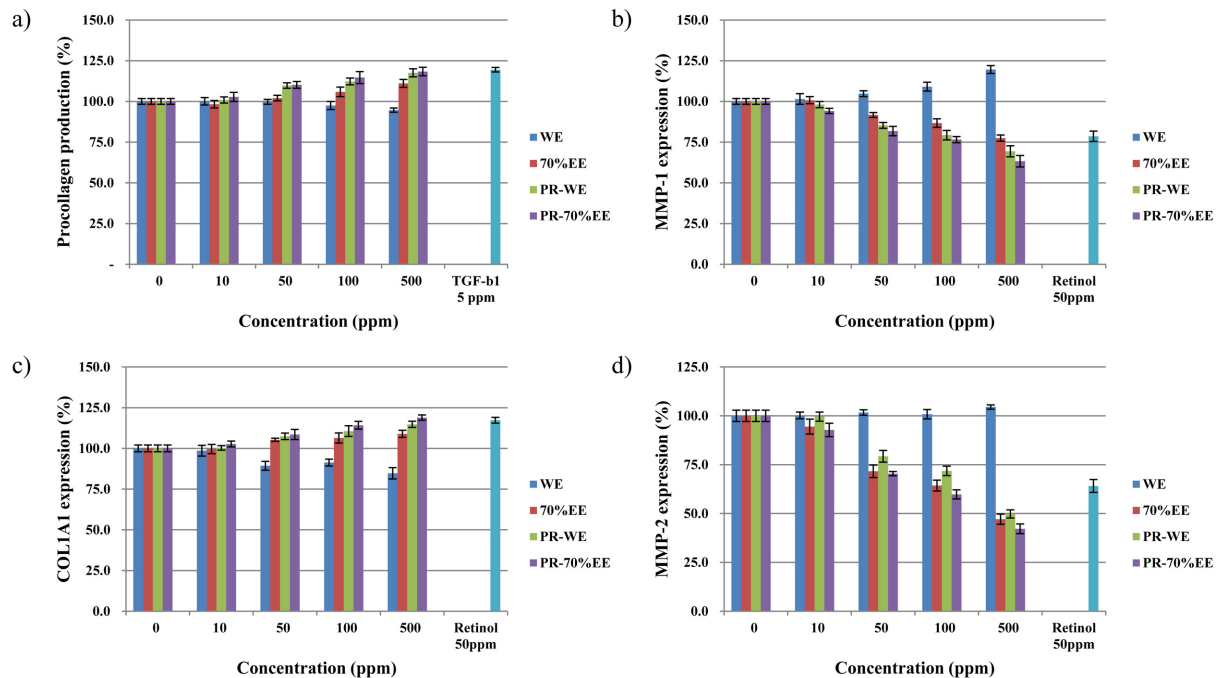 a)
Procollagen production (%)
150.0
125.0
100.0
75.0
50.0
25.0
-
0
10
50
100
500
TGF-b1
5 ppm
Concentration (ppm)
WE
70%EE
PR-WE
PR-70%EE
b)
MMP-1 expression (%)
150.0
125.0
100.0
75.0
50.0
25.0
0.0
0
10
50
100
500
Retinol
50ppm
Concentration (ppm)
WE
70%EE
PR-WE
PR-70%EE
c)
COL1A1 expression (%)
150.0
125.0
100.0
75.0
50.0
25.0
0.0
0
10
50
100
500
Retinol
50ppm
Concentration (ppm)
WE
70%EE
PR-WE
PR-70%EE
d)
MMP-2 expression (%)
125.0
100.0
75.0
50.0
25.0
0.0
0
10
50
100
500
Retinol
50ppm
Concentration (ppm)
WE
70%EE
PR-WE
PR-70%EE